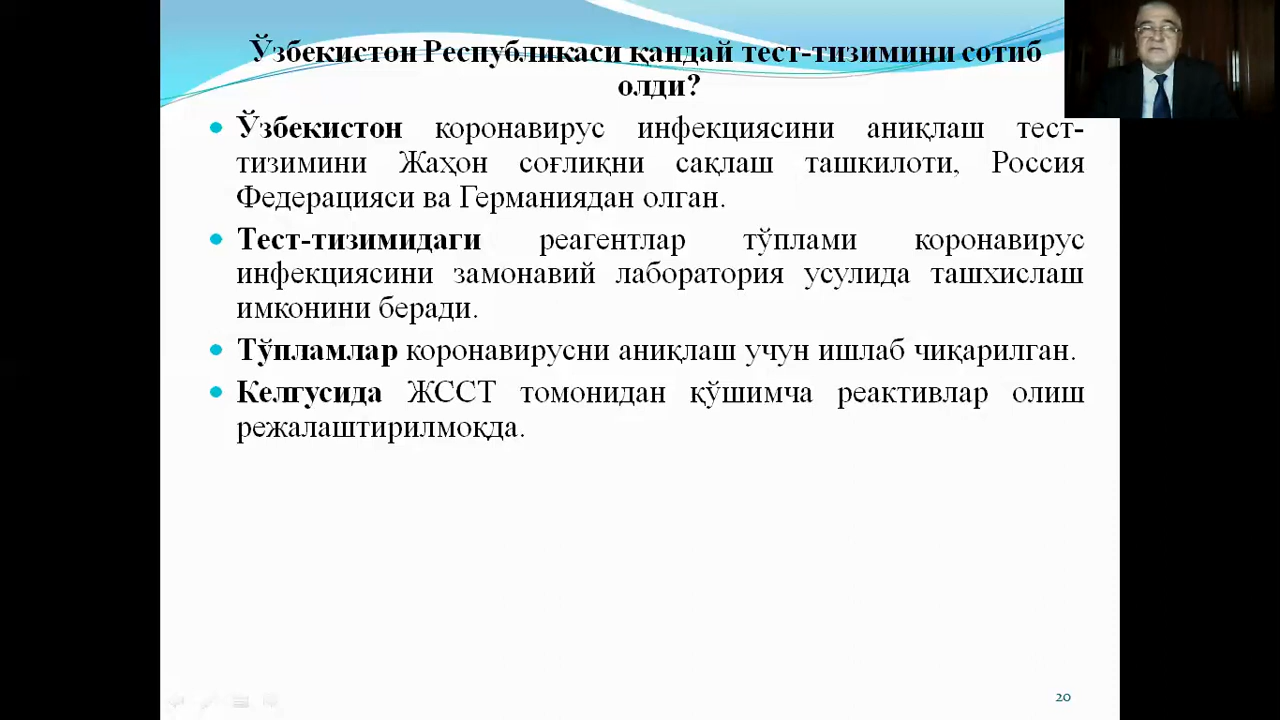 Ўзбекистон Республикаси қандай тест-тизимини сотиб
олди?
Ўзбекистон коронавирус инфекциясини аниқлаш тест-
тизимини Жаҳон соғлиқни сақлаш ташкилоти, Россия
Федерацияси ва Германиядан олган.
Тест-тизимидаги реагентлар тўплами коронавирус
инфекциясини замонавий лаборатория усулида ташхислаш
имконини беради.
Тўпламлар коронавирусни аниқлаш учун ишлаб чиқарилган.
Келгусида ЖССТ томонидан қўшимча реактивлар олиш
режалаштирилмоқда.
20